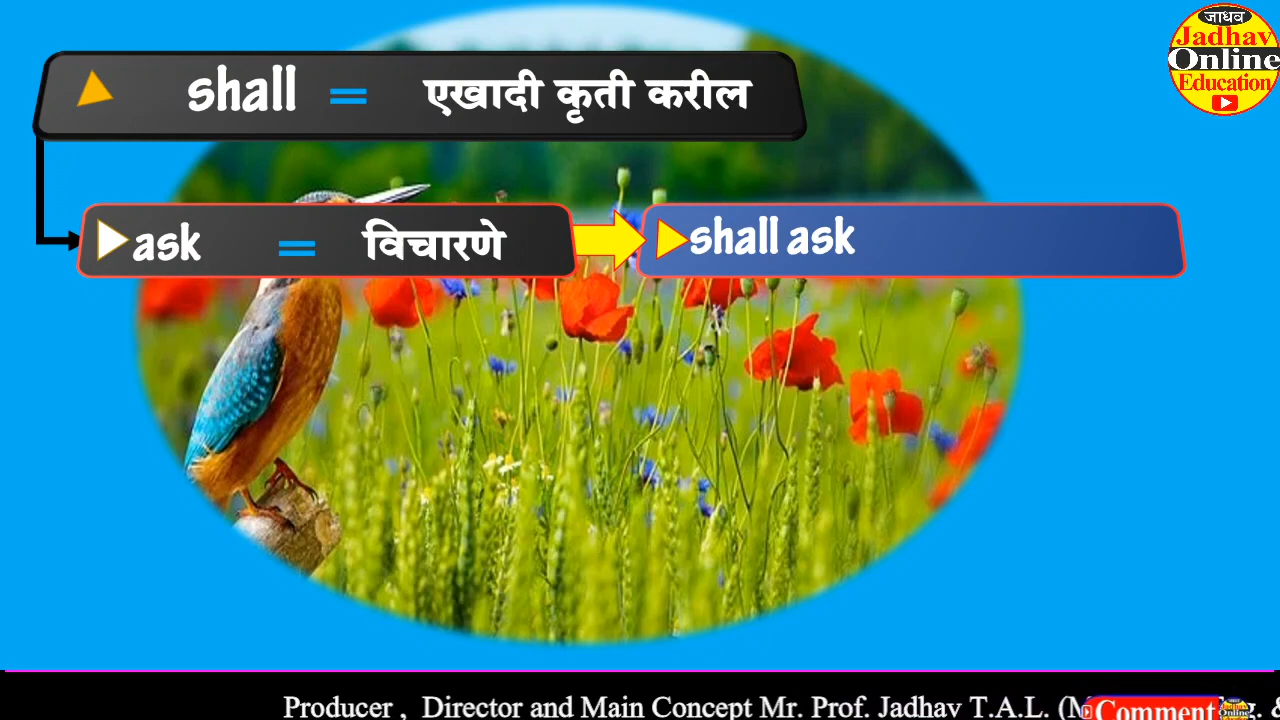 जाधव
Jadhav
Online
Education
shall = एखादी कृती करील
ask = विचारणे
shall ask
Producer , Director and Main Concept Mr. Prof. Jadhav T.A.L.
Comment